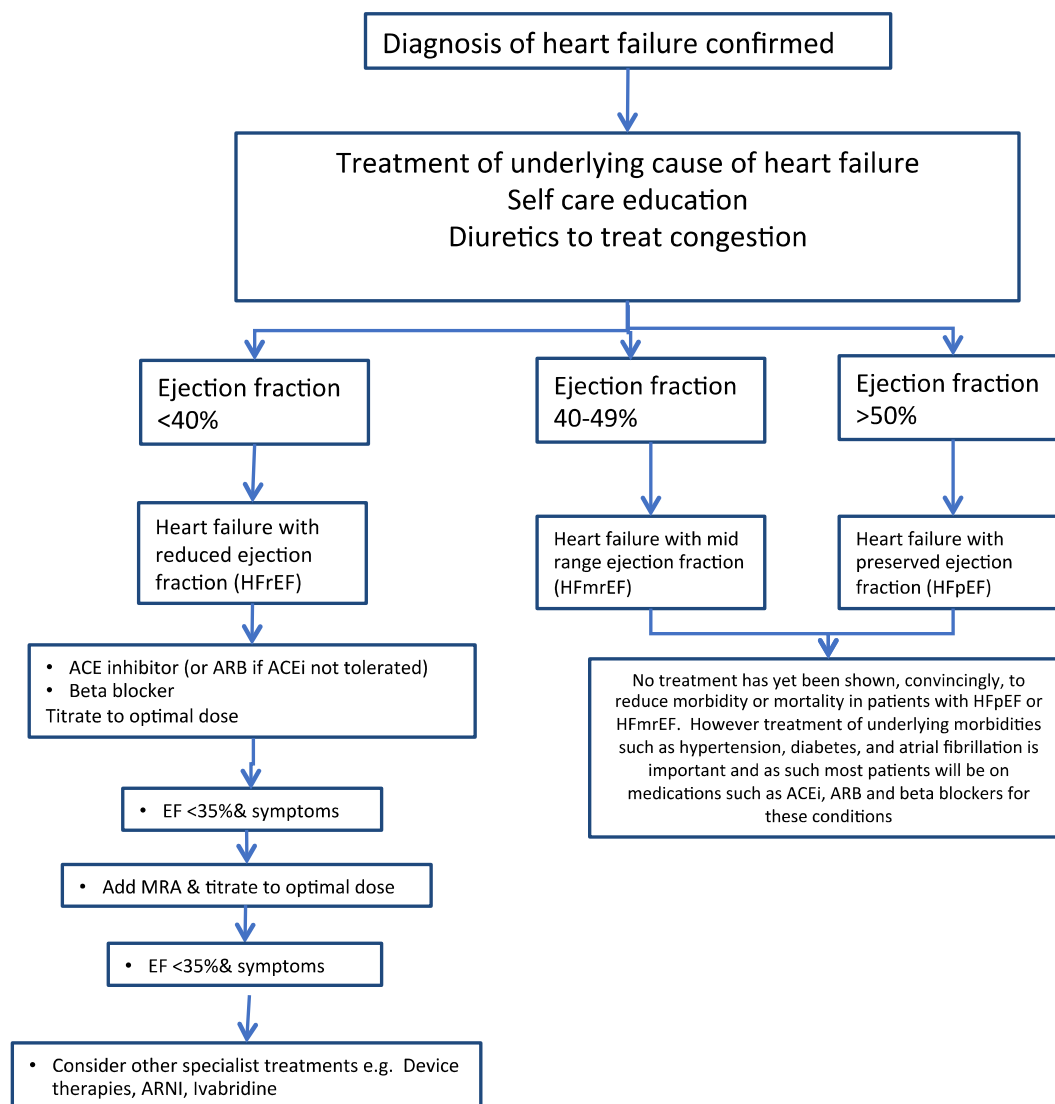 Diagnosis of heart failure confirmed
Treatment of underlying cause of heart failure
Self care education
Diuretics to treat congestion
Ejection fraction
<40%
Ejection fraction
40-49%
Ejection fraction
>50%
Heart failure with
reduced ejection
fraction (HFrEF)
Heart failure with mid
range ejection fraction
(HFmrEF)
Heart failure with
preserved ejection
fraction (HFpEF)
• ACE inhibitor (or ARB if ACEi not tolerated)
• Beta blocker
Titrate to optimal dose
No treatment has yet been shown, convincingly, to
reduce morbidity or mortality in patients with HFpEF or
HFmrEF. However treatment of underlying morbidities
such as hypertension, diabetes, and atrial fibrillation is
important and as such most patients will be on
medications such as ACEi, ARB and beta blockers for
these conditions
• EF <35%& symptoms
• Add MRA & titrate to optimal dose
• EF <35%& symptoms
• Consider other specialist treatments e.g. Device
therapies, ARNI, Ivabridine